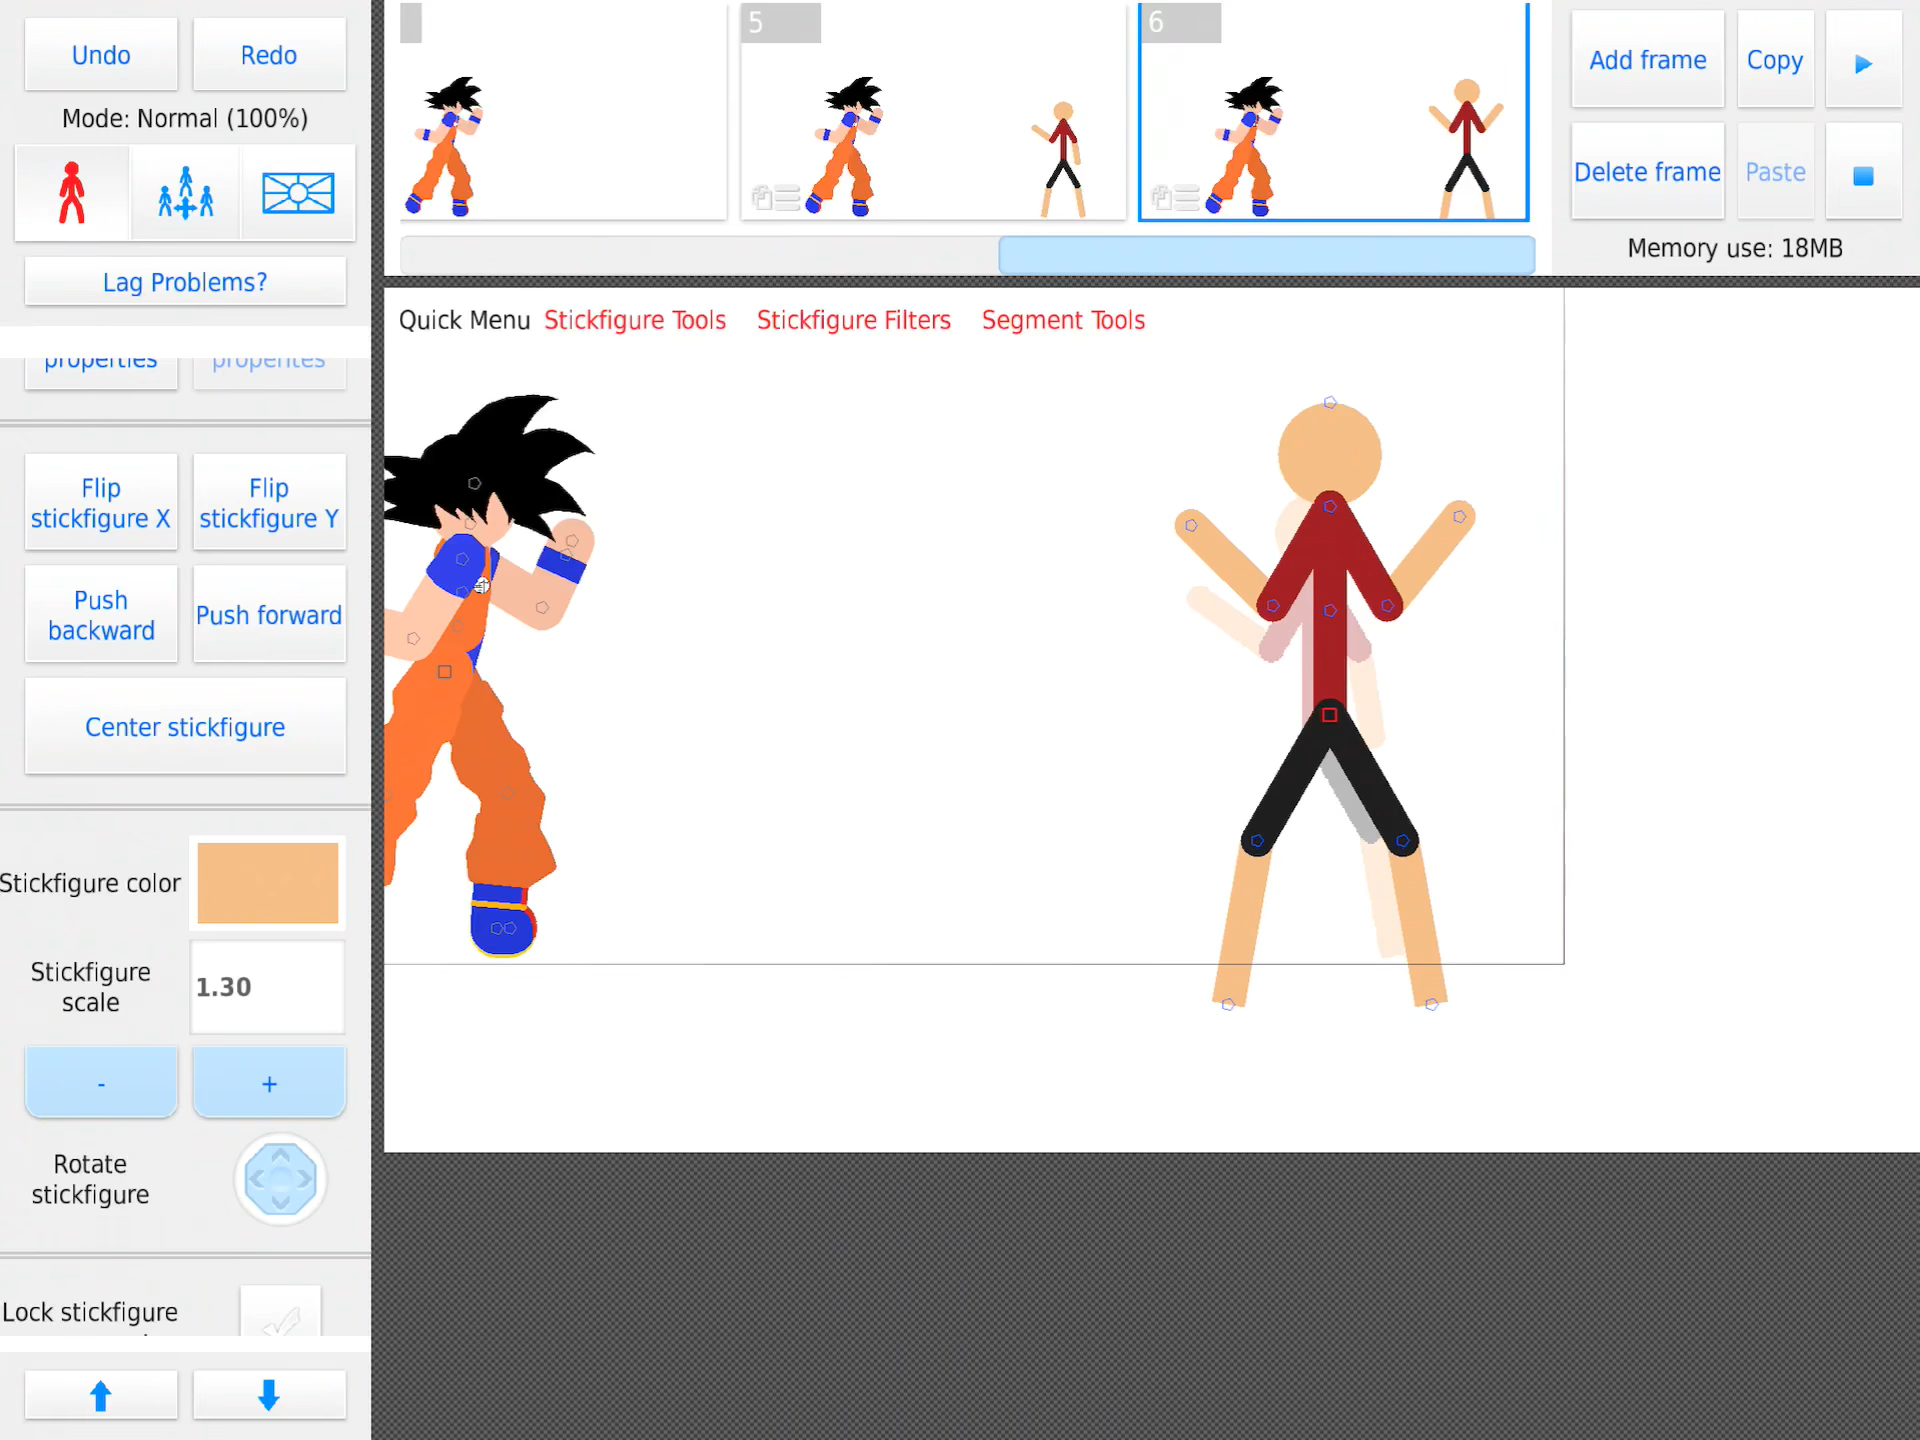 Undo Redo
Mode: Normal (100%)
Lag Problems?
properties properties
Flip stickfigure X
Flip stickfigure Y
Push backward
Push forward
Center stickfigure
Stickfigure color
Stickfigure scale
1.30
- +
Rotate stickfigure
Lock stickfigure
5
6
Add frame Copy
Delete frame Paste
Memory use: 18MB
Quick Menu Stickfigure Tools Stickfigure Filters Segment Tools